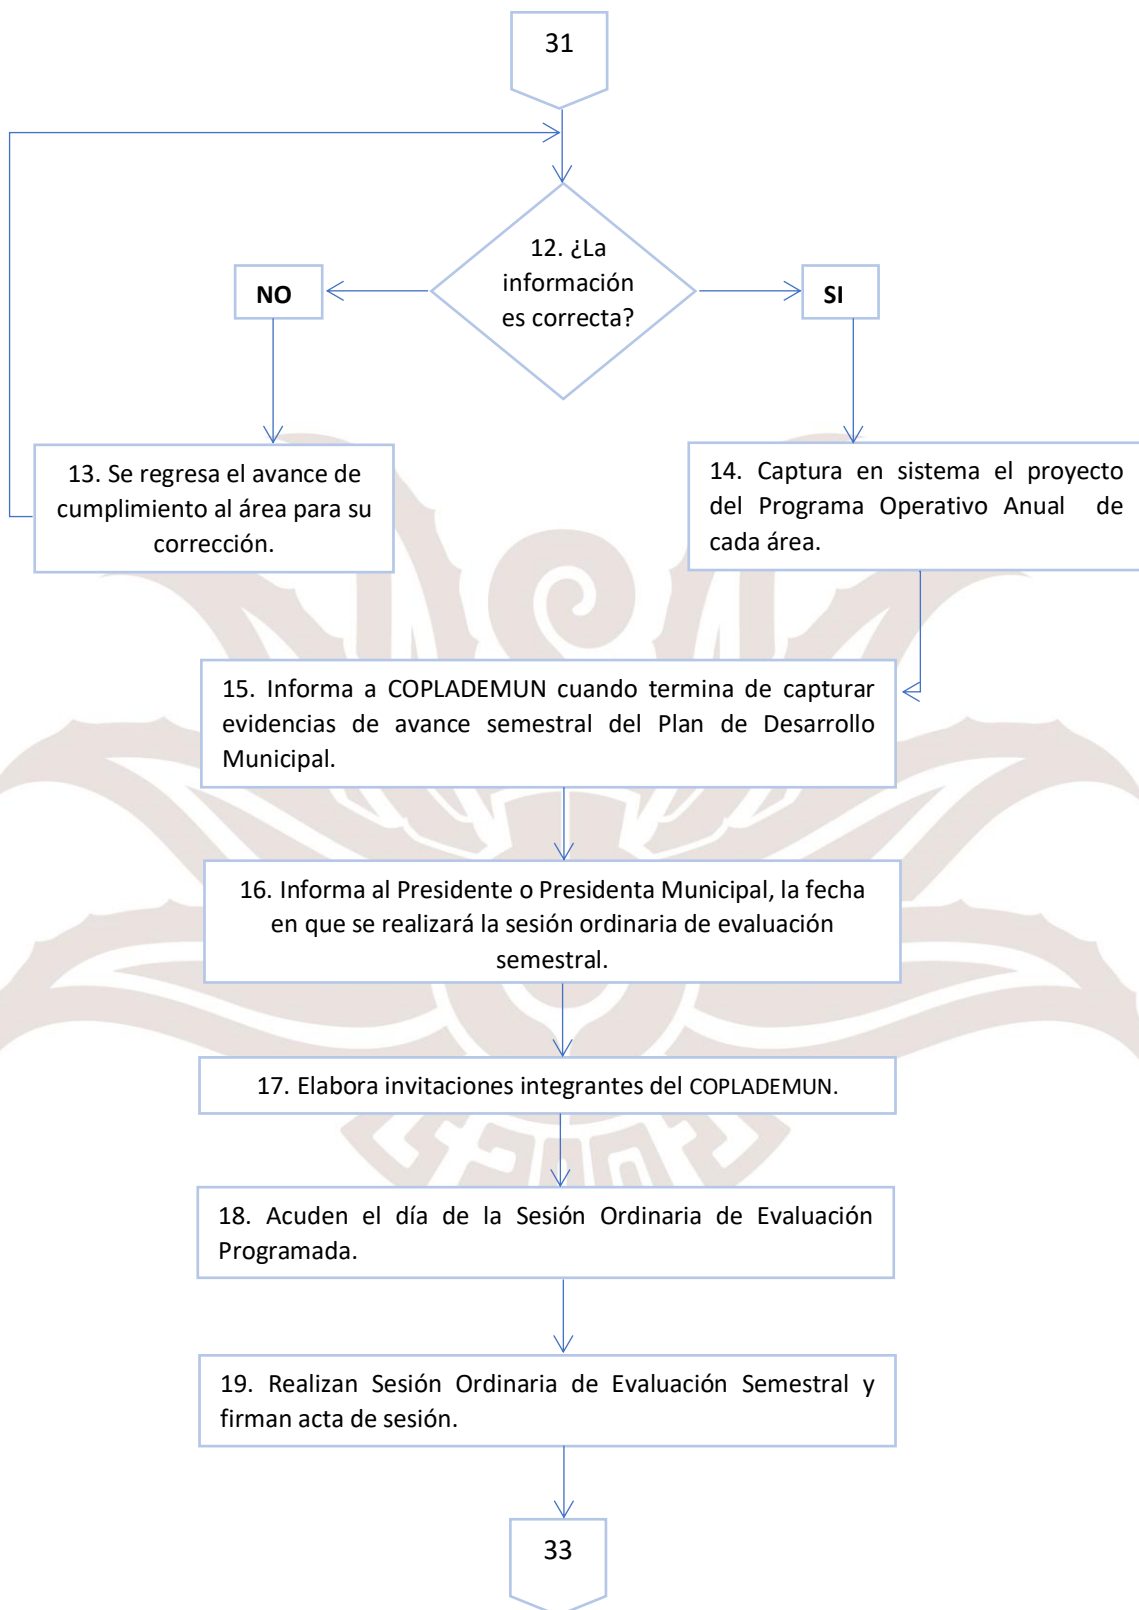 31
12. ¿La
información
es correcta?
NO
SI
13. Se regresa el avance de
cumplimiento al área para su
corrección.
14. Captura en sistema el proyecto
del Programa Operativo Anual de
cada área.
15. Informa a COPLADEMUN cuando termina de capturar
evidencias de avance semestral del Plan de Desarrollo
Municipal.
16. Informa al Presidente o Presidenta Municipal, la fecha
en que se realizará la sesión ordinaria de evaluación
semestral.
17. Elabora invitaciones integrantes del COPLADEMUN.
18. Acuden el día de la Sesión Ordinaria de Evaluación
Programada.
19. Realizan Sesión Ordinaria de Evaluación Semestral y
firman acta de sesión.
33